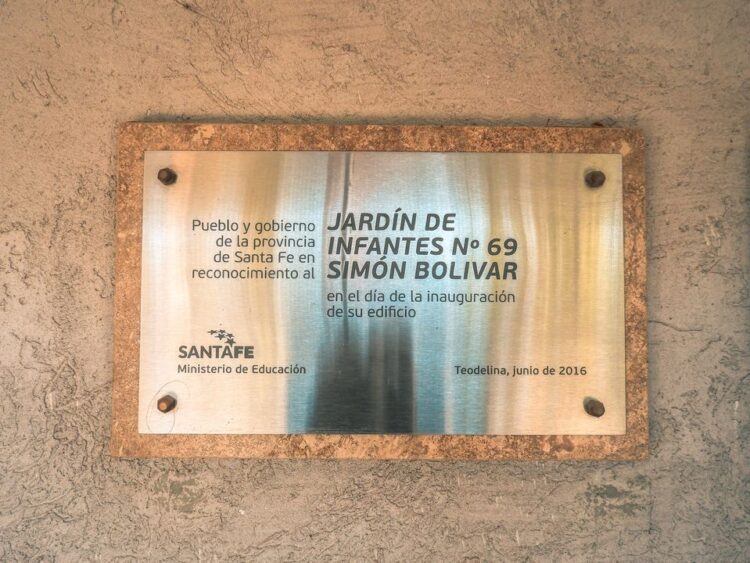 Pueblo y gobierno
de la provincia
de Santa Fe en
reconocimiento al
JARDÍN DE
INFANTES Nº 69
SIMÓN BOLIVAR
en el día de la inauguración
de su edificio
SANTAFE
Ministerio de Educación
Teodelina, junio de 2016